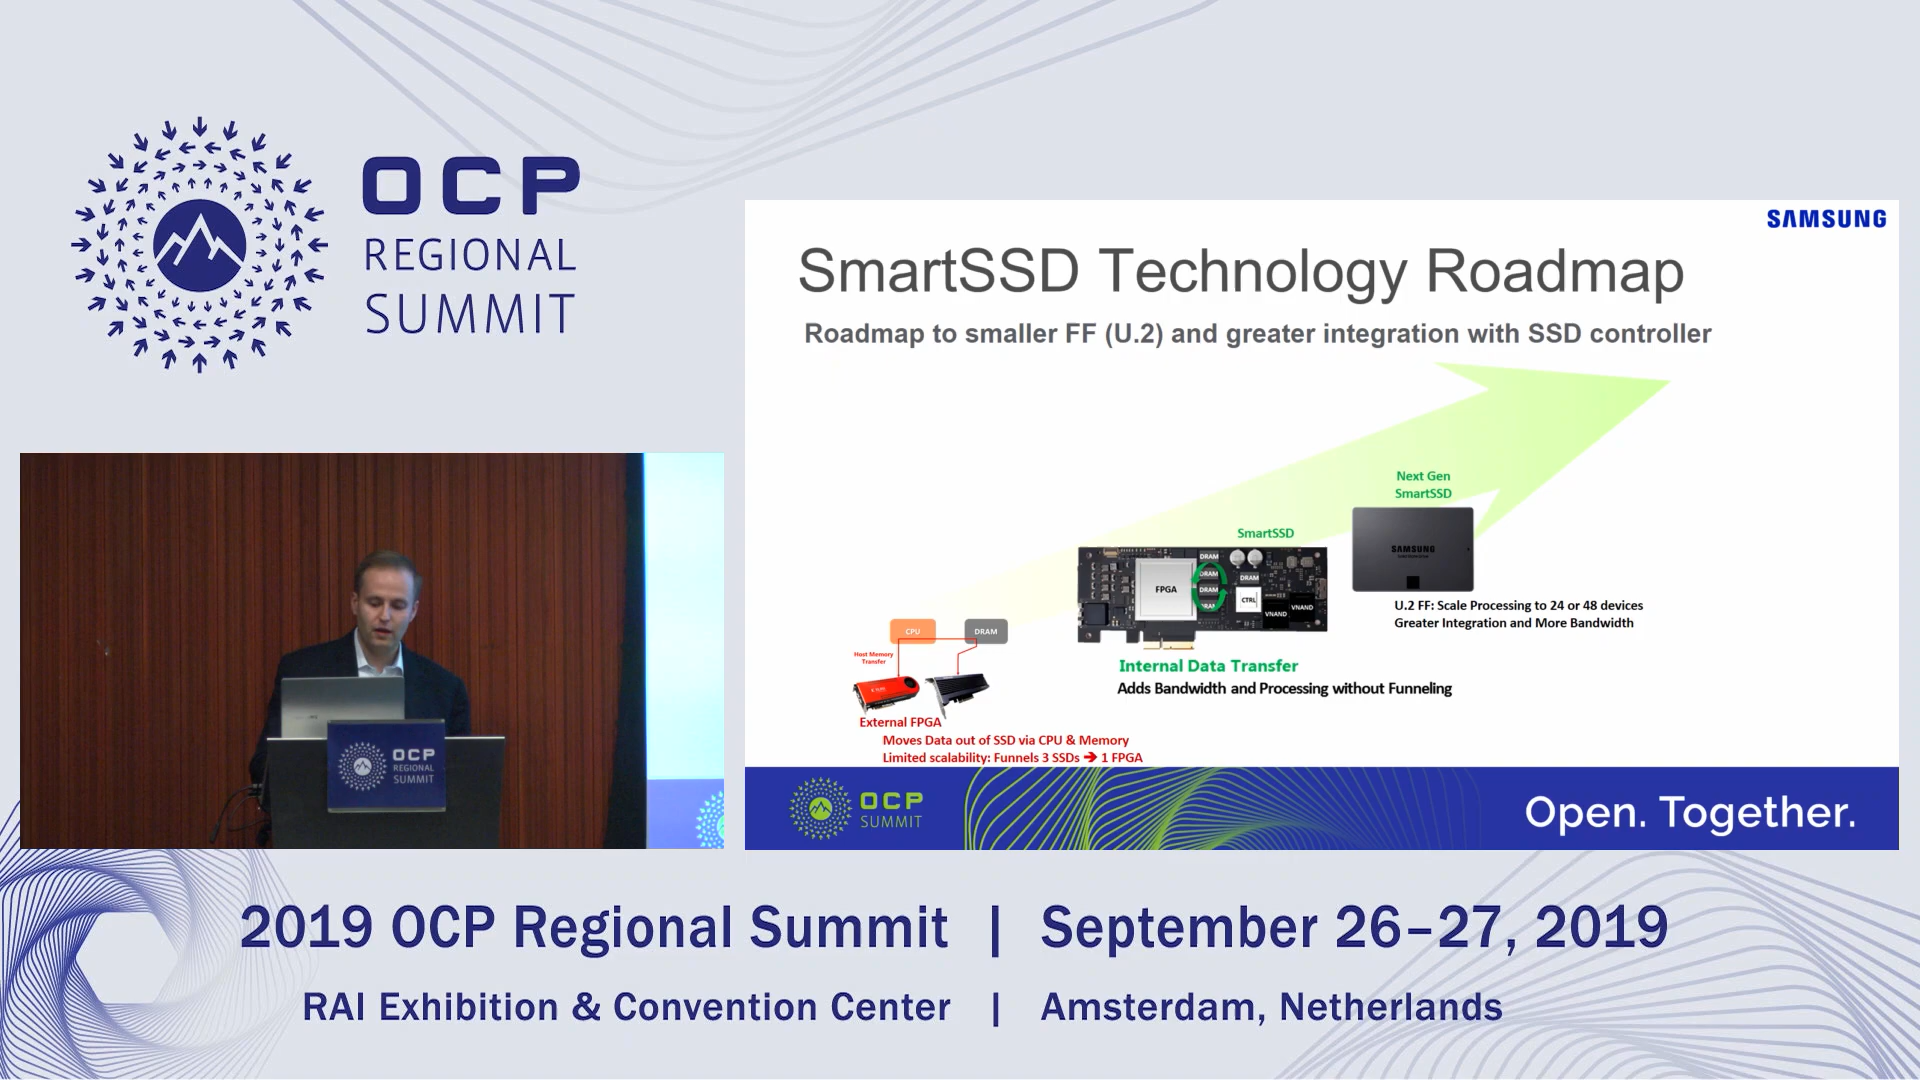 OCP
REGIONAL
SUMMIT
SAMSUNG
SmartSSD Technology Roadmap
Roadmap to smaller FF (U.2) and greater integration with SSD controller
Next Gen
SmartSSD
SAMSUNG
SmartSSD
DRAM
DRAM
DRAM
DRAM
DRAM
FPGA
CTRL
VNAND
VNAND
U.2 FF: Scale Processing to 24 or 48 devices
Greater Integration and More Bandwidth
CPU
DRAM
Host Memory
Transfer
Internal Data Transfer
Adds Bandwidth and Processing without Funneling
External FPGA
Moves Data out of SSD via CPU & Memory
Limited scalability: Funnels 3 SSDs ➔ 1 FPGA
OCP
SUMMIT
Open. Together.
OCP
REGIONAL
SUMMIT
2019 OCP Regional Summit | September 26–27, 2019
RAI Exhibition & Convention Center | Amsterdam, Netherlands